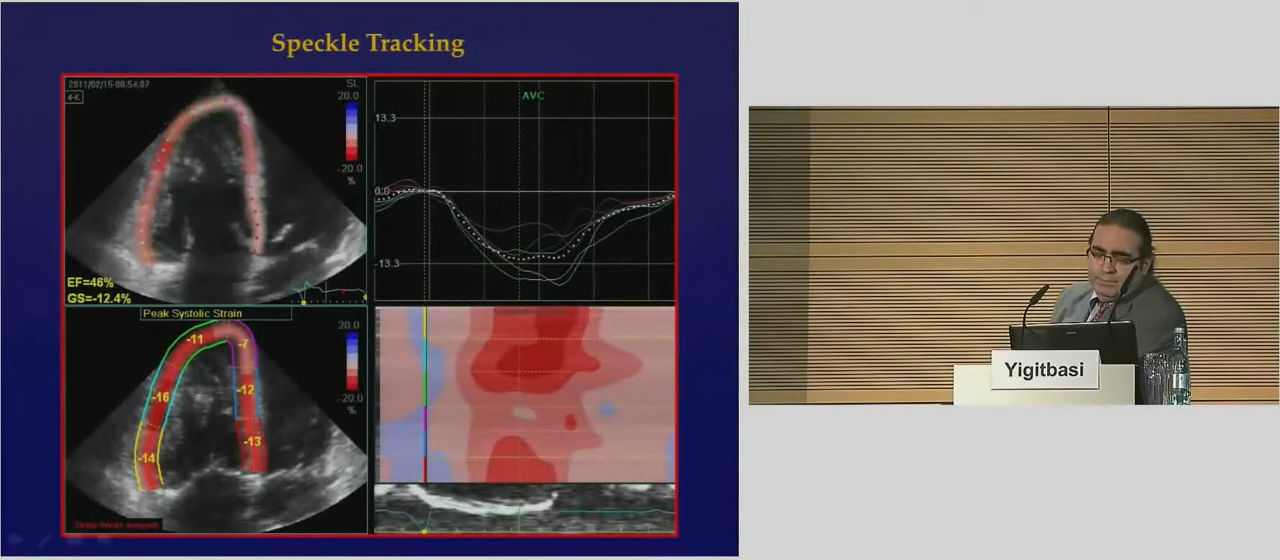 Speckle Tracking
2011/02/15-08:54:07
4-K
SL
20.0
-20.0
%
EF=46%
GS=-12.4%
AVC
13.3
0.0
-13.3
Peak Systolic Strain
20.0
-20.0
%
-11
-7
-16
-12
-14
-13
Yigitbasi